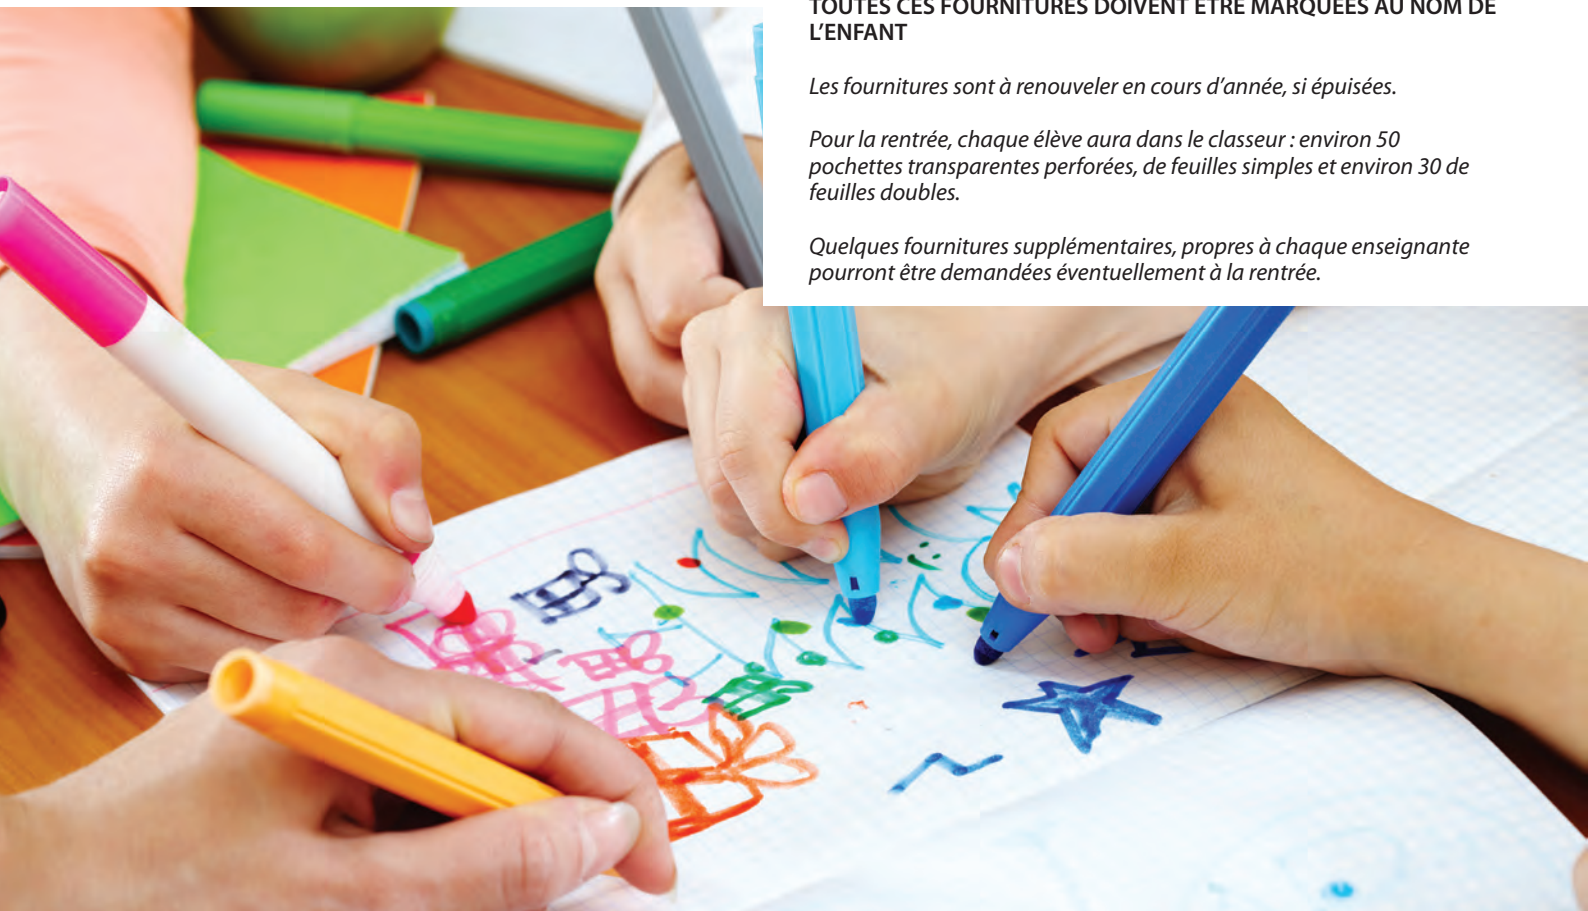 TOUTES CES FOURNITURES DOIVENT ÊTRE MARQUÉES AU NOM DE
L’ENFANT
Les fournitures sont à renouveler en cours d’année, si épuisées.
Pour la rentrée, chaque élève aura dans le classeur : environ 50
pochettes transparentes perforées, de feuilles simples et environ 30 de
feuilles doubles.
Quelques fournitures supplémentaires, propres à chaque enseignante
pourront être demandées éventuellement à la rentrée.